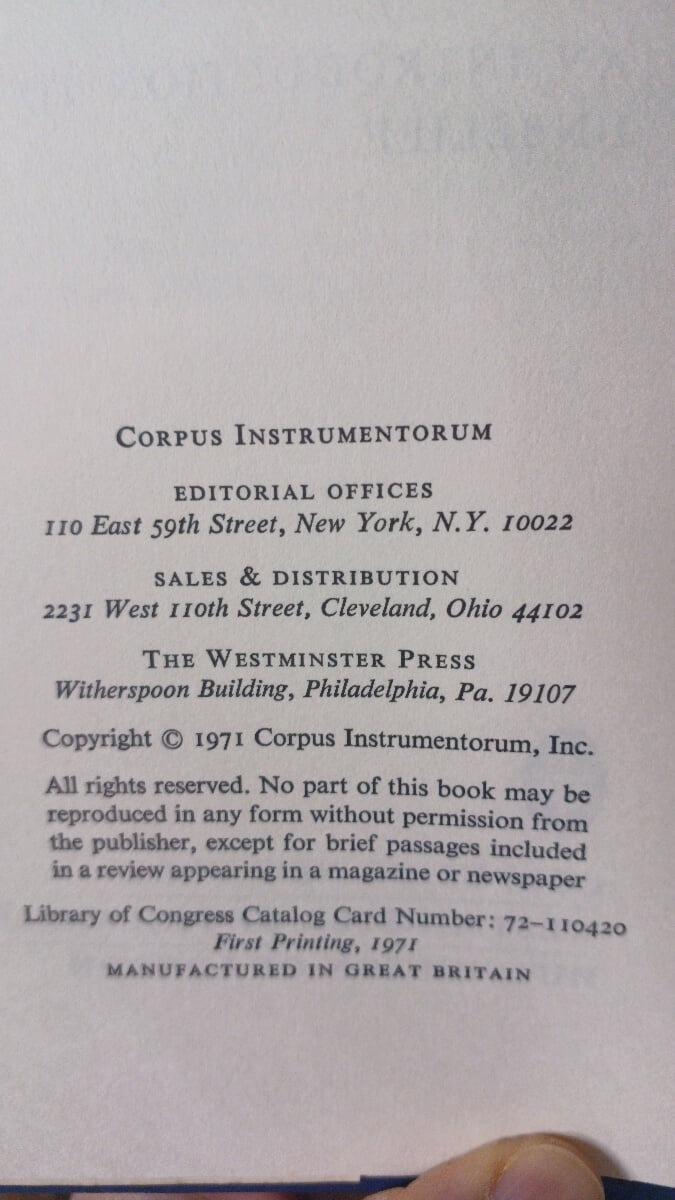 CORPUS INSTRUMENTORUM
EDITORIAL OFFICES
110 East 59th Street, New York, N.Y. 10022
SALES & DISTRIBUTION
2231 West 110th Street, Cleveland, Ohio 44102
THE WESTMINSTER PRESS
Witherspoon Building, Philadelphia, Pa. 19107
Copyright © 1971 Corpus Instrumentorum, Inc.
All rights reserved. No part of this book may be
reproduced in any form without permission from
the publisher, except for brief passages included
in a review appearing in a magazine or newspaper
Library of Congress Catalog Card Number: 72–110420
First Printing, 1971
MANUFACTURED IN GREAT BRITAIN